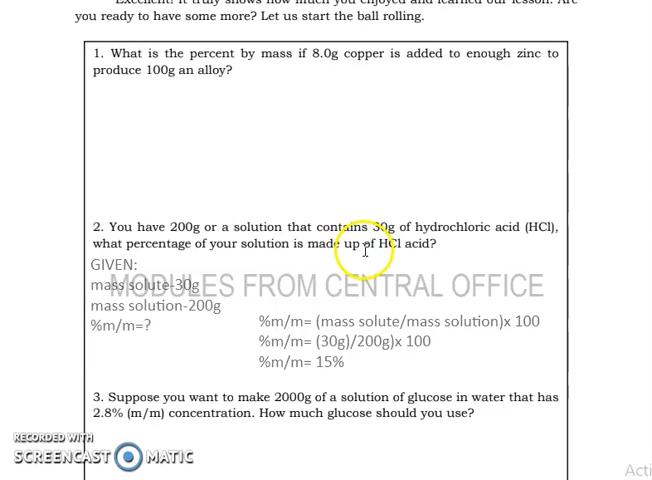 Excellent! It truly shows how much you enjoyed and learned our lesson. Are
you ready to have some more? Let us start the ball rolling.
1. What is the percent by mass if 8.0g copper is added to enough zinc to
produce 100g an alloy?
2. You have 200g or a solution that contains 30g of hydrochloric acid (HCl),
what percentage of your solution is made up of HCl acid?
GIVEN:
MODULES FROM CENTRAL OFFICE
mass solute-30g
mass solution-200g
%m/m=?
%m/m= (mass solute/mass solution)x 100
%m/m= (30g)/200g)x 100
%m/m= 15%
3. Suppose you want to make 2000g of a solution of glucose in water that has
2.8% (m/m) concentration. How much glucose should you use?
RECORDED WITH
SCREENCAST MATIC
Acti